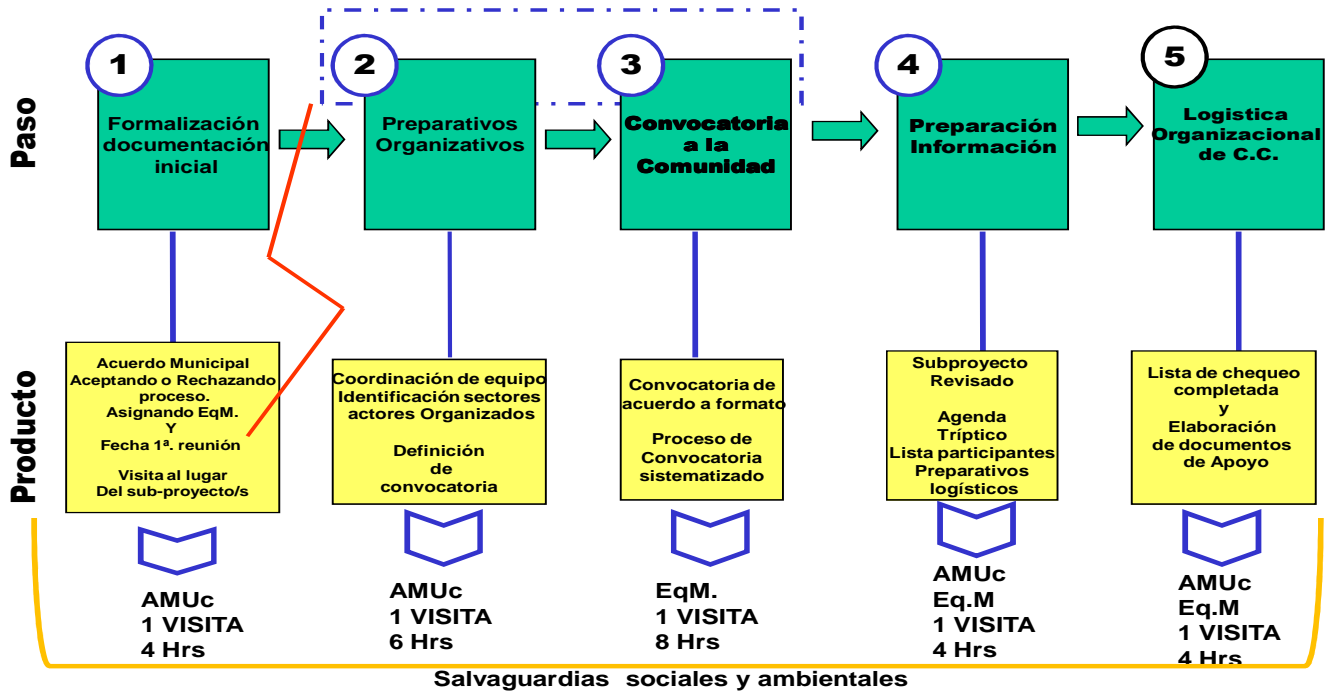 Paso
1
Formalización
documentación
inicial
2
Preparativos
Organizativos
3
Convocatoria
a la
Comunidad
4
Preparación
Información
5
Logistica
Organizacional
de C.C.
Producto
Acuerdo Municipal
Aceptando o Rechazando
proceso.
Asignando EqM.
Y
Fecha 1ª. reunión
Visita al lugar
Del sub-proyecto/s
Coordinación de equipo
Identificación sectores
actores Organizados
Definición
de
convocatoria
Convocatoria de
acuerdo a formato
Proceso de
Convocatoria
sistematizado
Subproyecto
Revisado
Agenda
Tríptico
Lista participantes
Preparativos
logísticos
Lista de chequeo
completada
y
Elaboración
de documentos
de Apoyo
AMUc
1 VISITA
4 Hrs
AMUc
1 VISITA
6 Hrs
EqM.
1 VISITA
8 Hrs
AMUc
Eq.M
1 VISITA
4 Hrs
AMUc
Eq.M
1 VISITA
4 Hrs
Salvaguardias sociales y ambientales